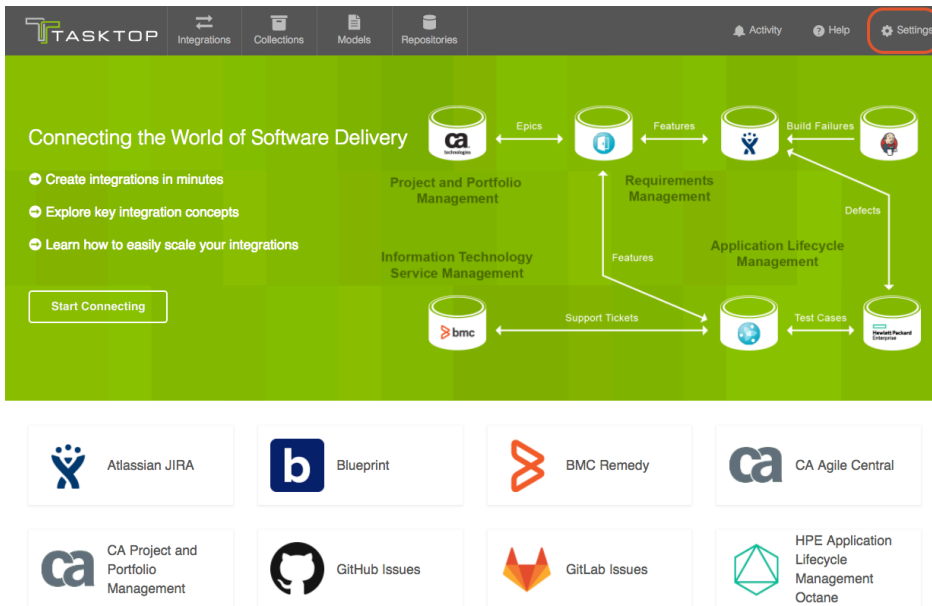 TASKTOP
Integrations
Collections
Models
Repositories
Activity
Help
Settings
Connecting the World of Software Delivery
Create integrations in minutes
Explore key integration concepts
Learn how to easily scale your integrations
Start Connecting
ca
technologies
Epics
Features
Build Failures
Project and Portfolio
Management
Requirements
Management
Defects
Information Technology
Service Management
Features
Application Lifecycle
Management
bmc
Support Tickets
Test Cases
Hewlett Packard
Enterprise
Atlassian JIRA
b
Blueprint
BMC Remedy
ca
CA Agile Central
ca
CA Project and
Portfolio
Management
GitHub Issues
GitLab Issues
HPE Application
Lifecycle
Management
Octane